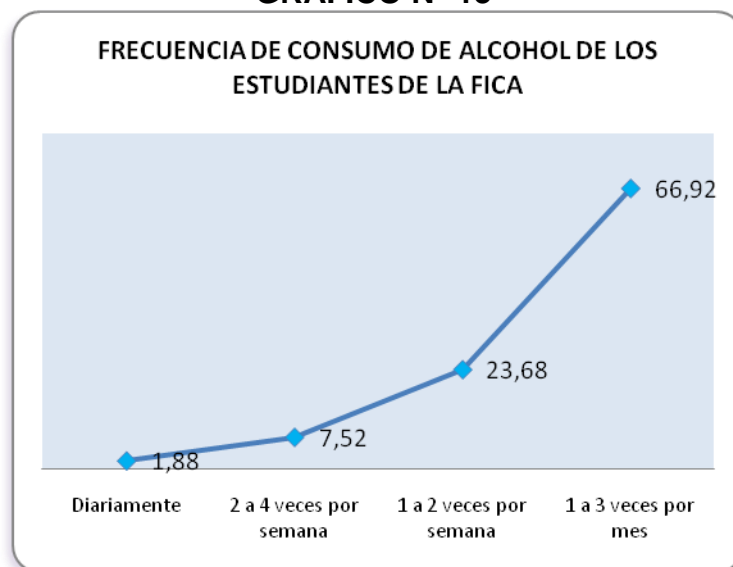 FRECUENCIA DE CONSUMO DE ALCOHOL DE LOS
ESTUDIANTES DE LA FICA
66,92
23,68
7,52
1,88
Diariamente
2 a 4 veces por
semana
1 a 2 veces por
semana
1 a 3 veces por
mes